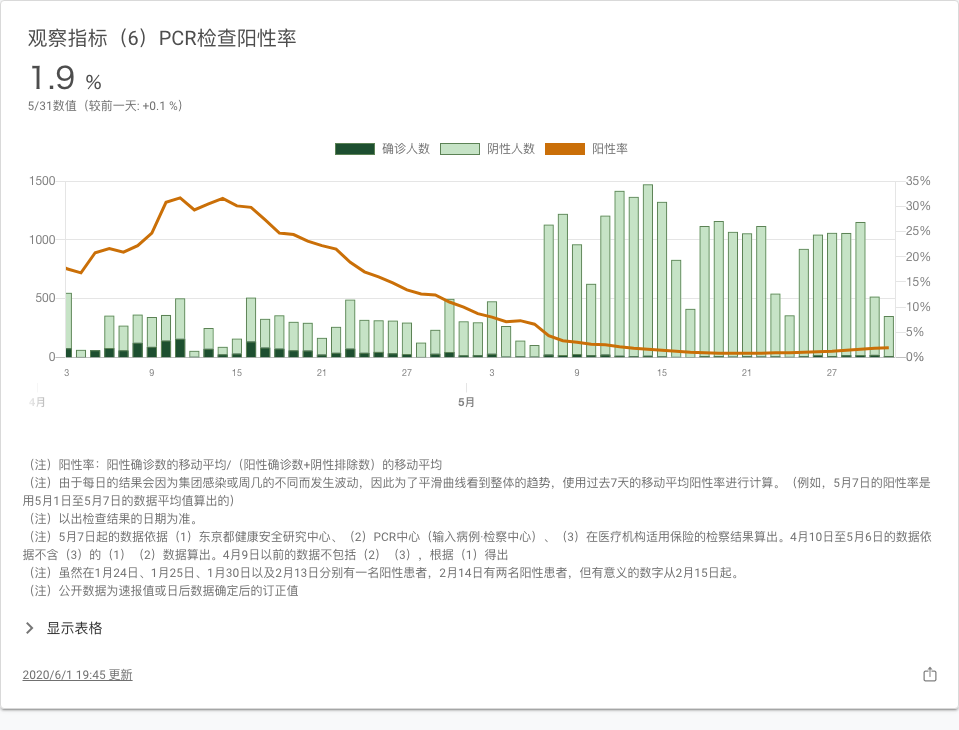 观察指标（6）PCR检查阳性率
1.9 %
5/31数值（较前一天: +0.1 %）
确诊人数 阴性人数 阳性率
1500 35%
30%
1000 25%
20%
15%
500 10%
5%
0 0%
3 9 15 21 27 3 9 15 21 27
4月 5月
（注）阳性率：阳性确诊数的移动平均/（阳性确诊数+阴性排除数）的移动平均
（注）由于每日的结果会因为集团感染或周几的不同而发生波动，因此为了平滑曲线看到整体的趋势，使用过去7天的移动平均阳性率进行计算。（例如，5月7日的阳性率是
用5月1日至5月7日的数据平均值算出的）
（注）以出检查结果的日期为准。
（注）5月7日起的数据依据（1）东京都健康安全研究中心、（2）PCR中心（输入病例·检察中心）、（3）在医疗机构适用保险的检察结果算出。4月10日至5月6日的数据依
据不含（3）的（1）（2）数据算出。4月9日以前的数据不包括（2）（3），根据（1）得出
（注）虽然在1月24日、1月25日、1月30日以及2月13日分别有一名阳性患者，2月14日有两名阳性患者，但有意义的数字从2月15日起。
（注）公开数据为速报值或日后数据确定后的订正值
显示表格
2020/6/1 19:45 更新